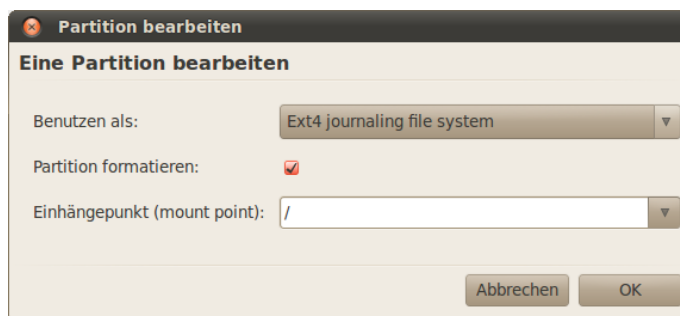 Partition bearbeiten
Eine Partition bearbeiten
Benutzen als: Ext4 journaling file system
Partition formatieren:
Einhängepunkt (mount point): /
Abbrechen OK